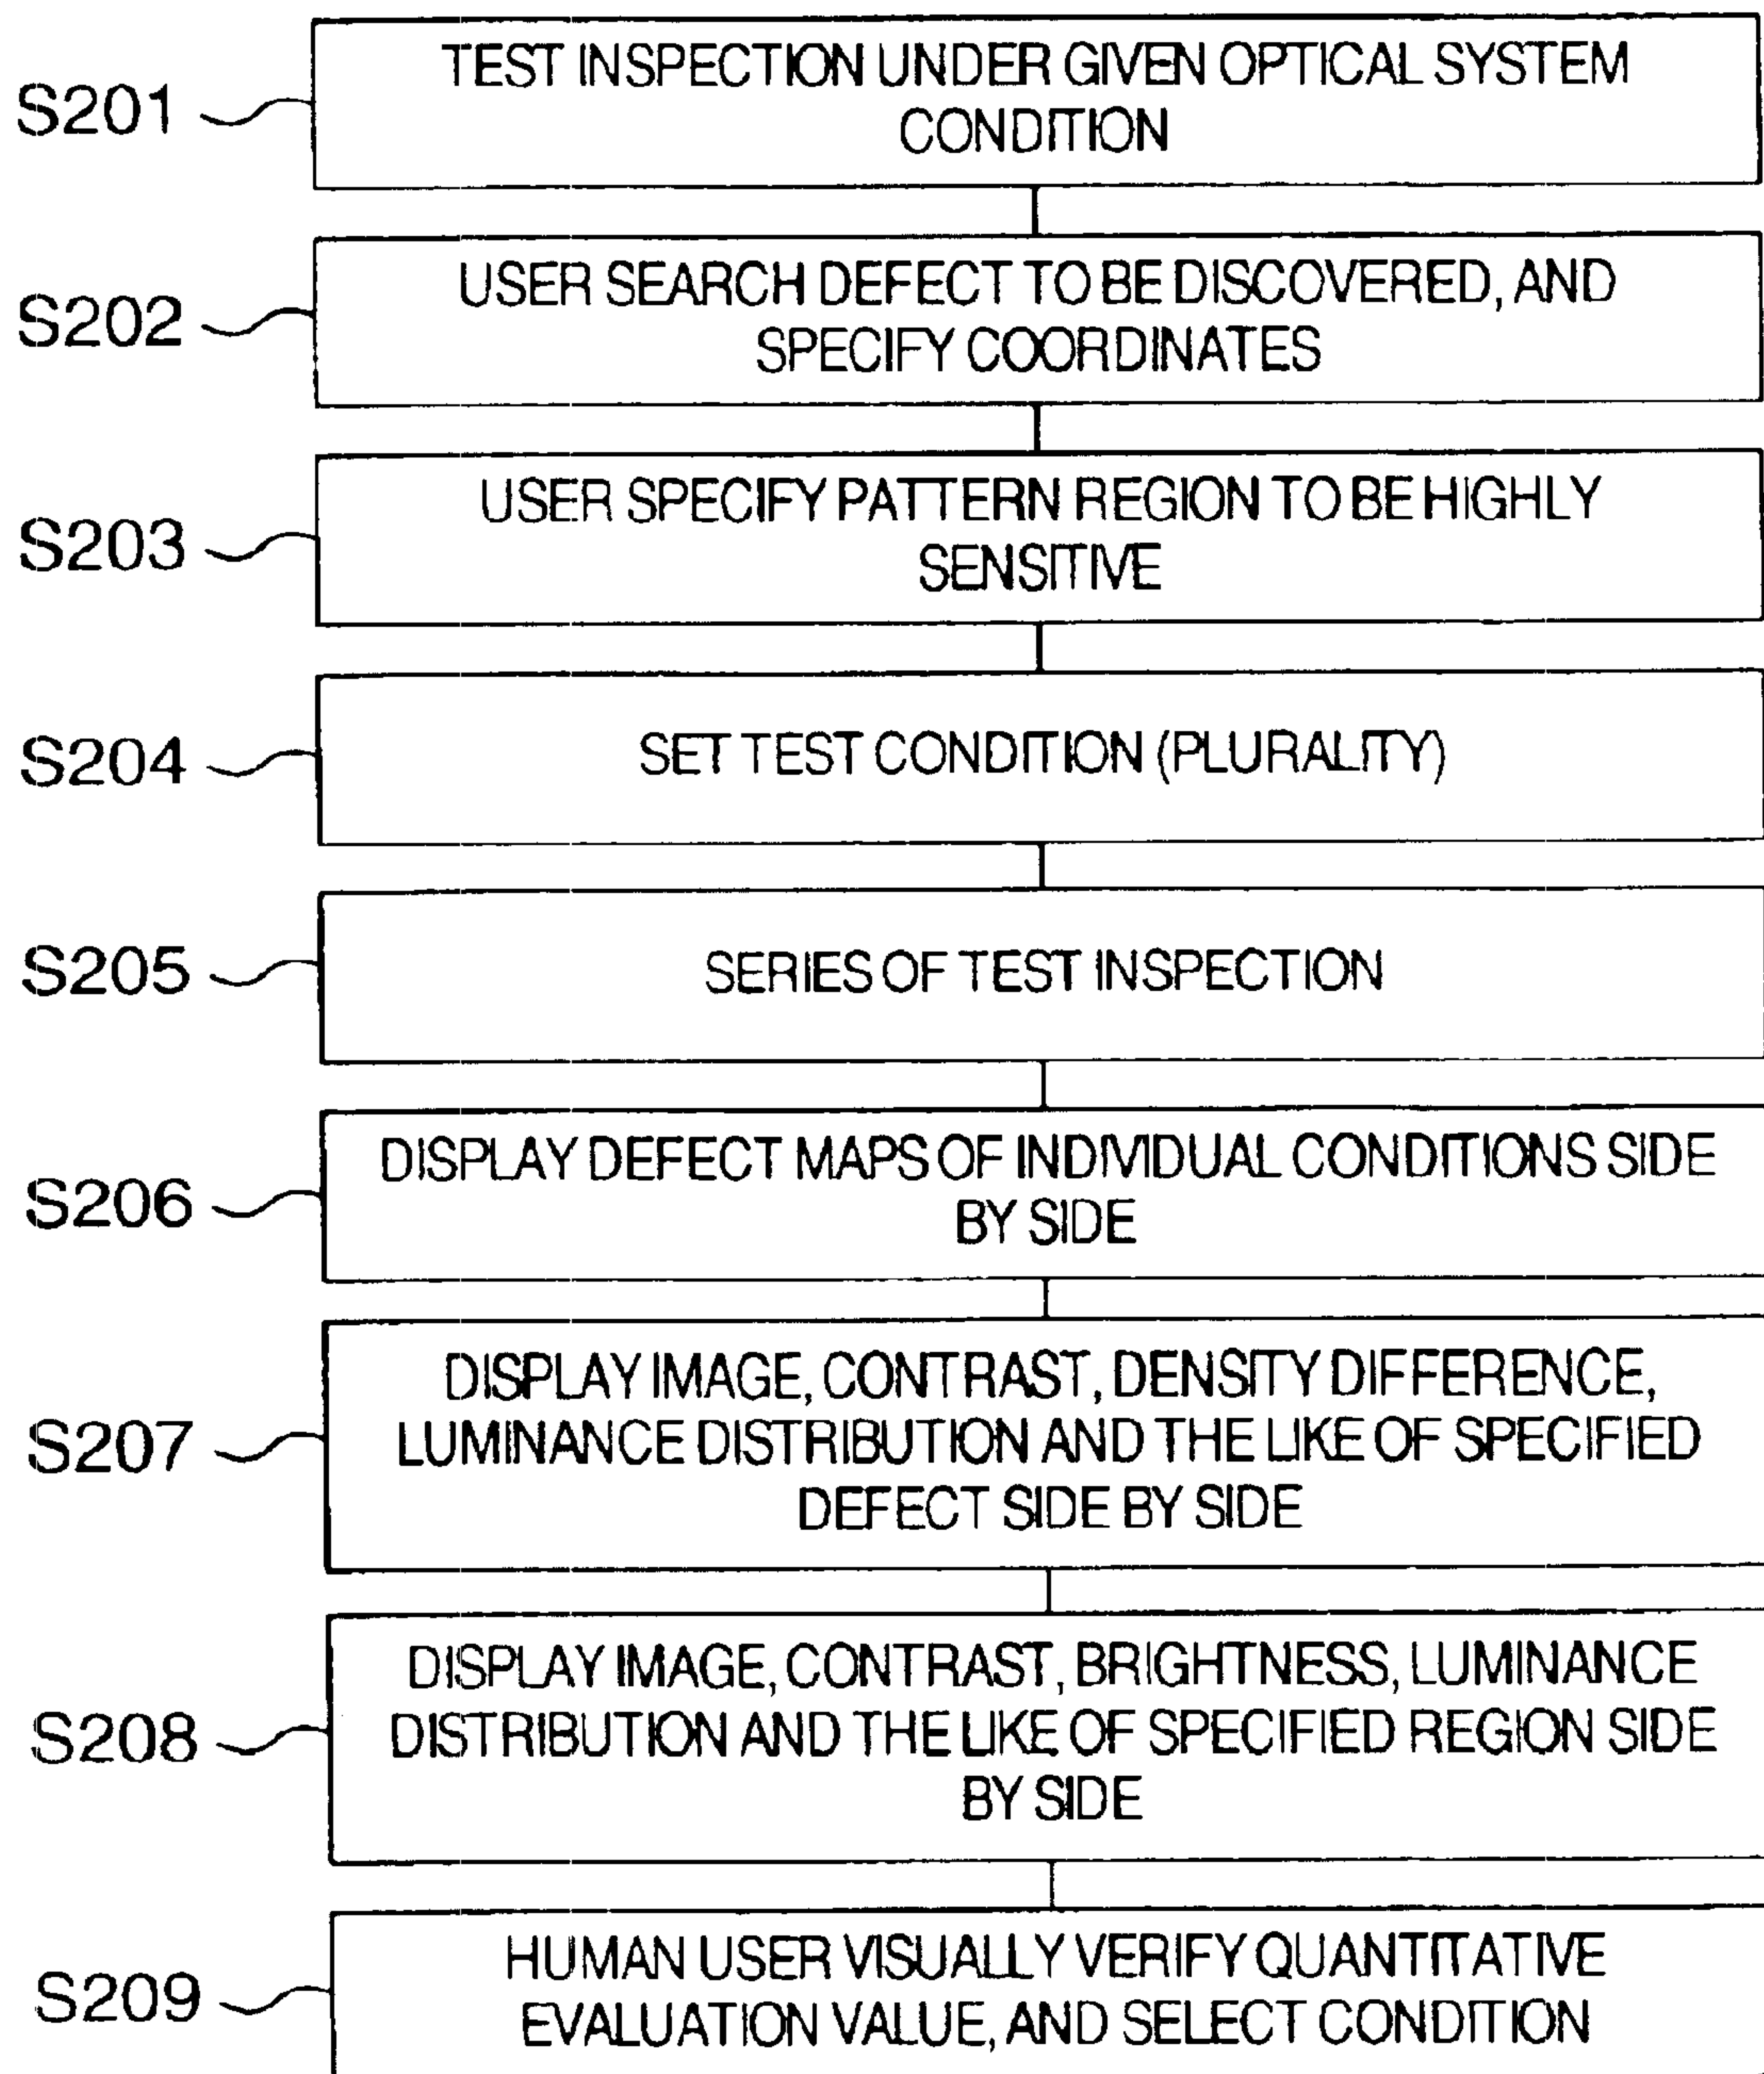 S201
TEST INSPECTION UNDER GIVEN OPTICAL SYSTEM
CONDITION
S202
USER SEARCH DEFECT TO BE DISCOVERED, AND
SPECIFY COORDINATES
S203
USER SPECIFY PATTERN REGION TO BE HIGHLY
SENSITIVE
S204
SET TEST CONDITION (PLURALITY)
S205
SERIES OF TEST INSPECTION
S206
DISPLAY DEFECT MAPS OF INDIVIDUAL CONDITIONS SIDE
BY SIDE
S207
DISPLAY IMAGE, CONTRAST, DENSITY DIFFERENCE,
LUMINANCE DISTRIBUTION AND THE LIKE OF SPECIFIED
DEFECT SIDE BY SIDE
S208
DISPLAY IMAGE, CONTRAST, BRIGHTNESS, LUMINANCE
DISTRIBUTION AND THE LIKE OF SPECIFIED REGION SIDE
BY SIDE
S209
HUMAN USER VISUALLY VERIFY QUANTITATIVE
EVALUATION VALUE, AND SELECT CONDITION